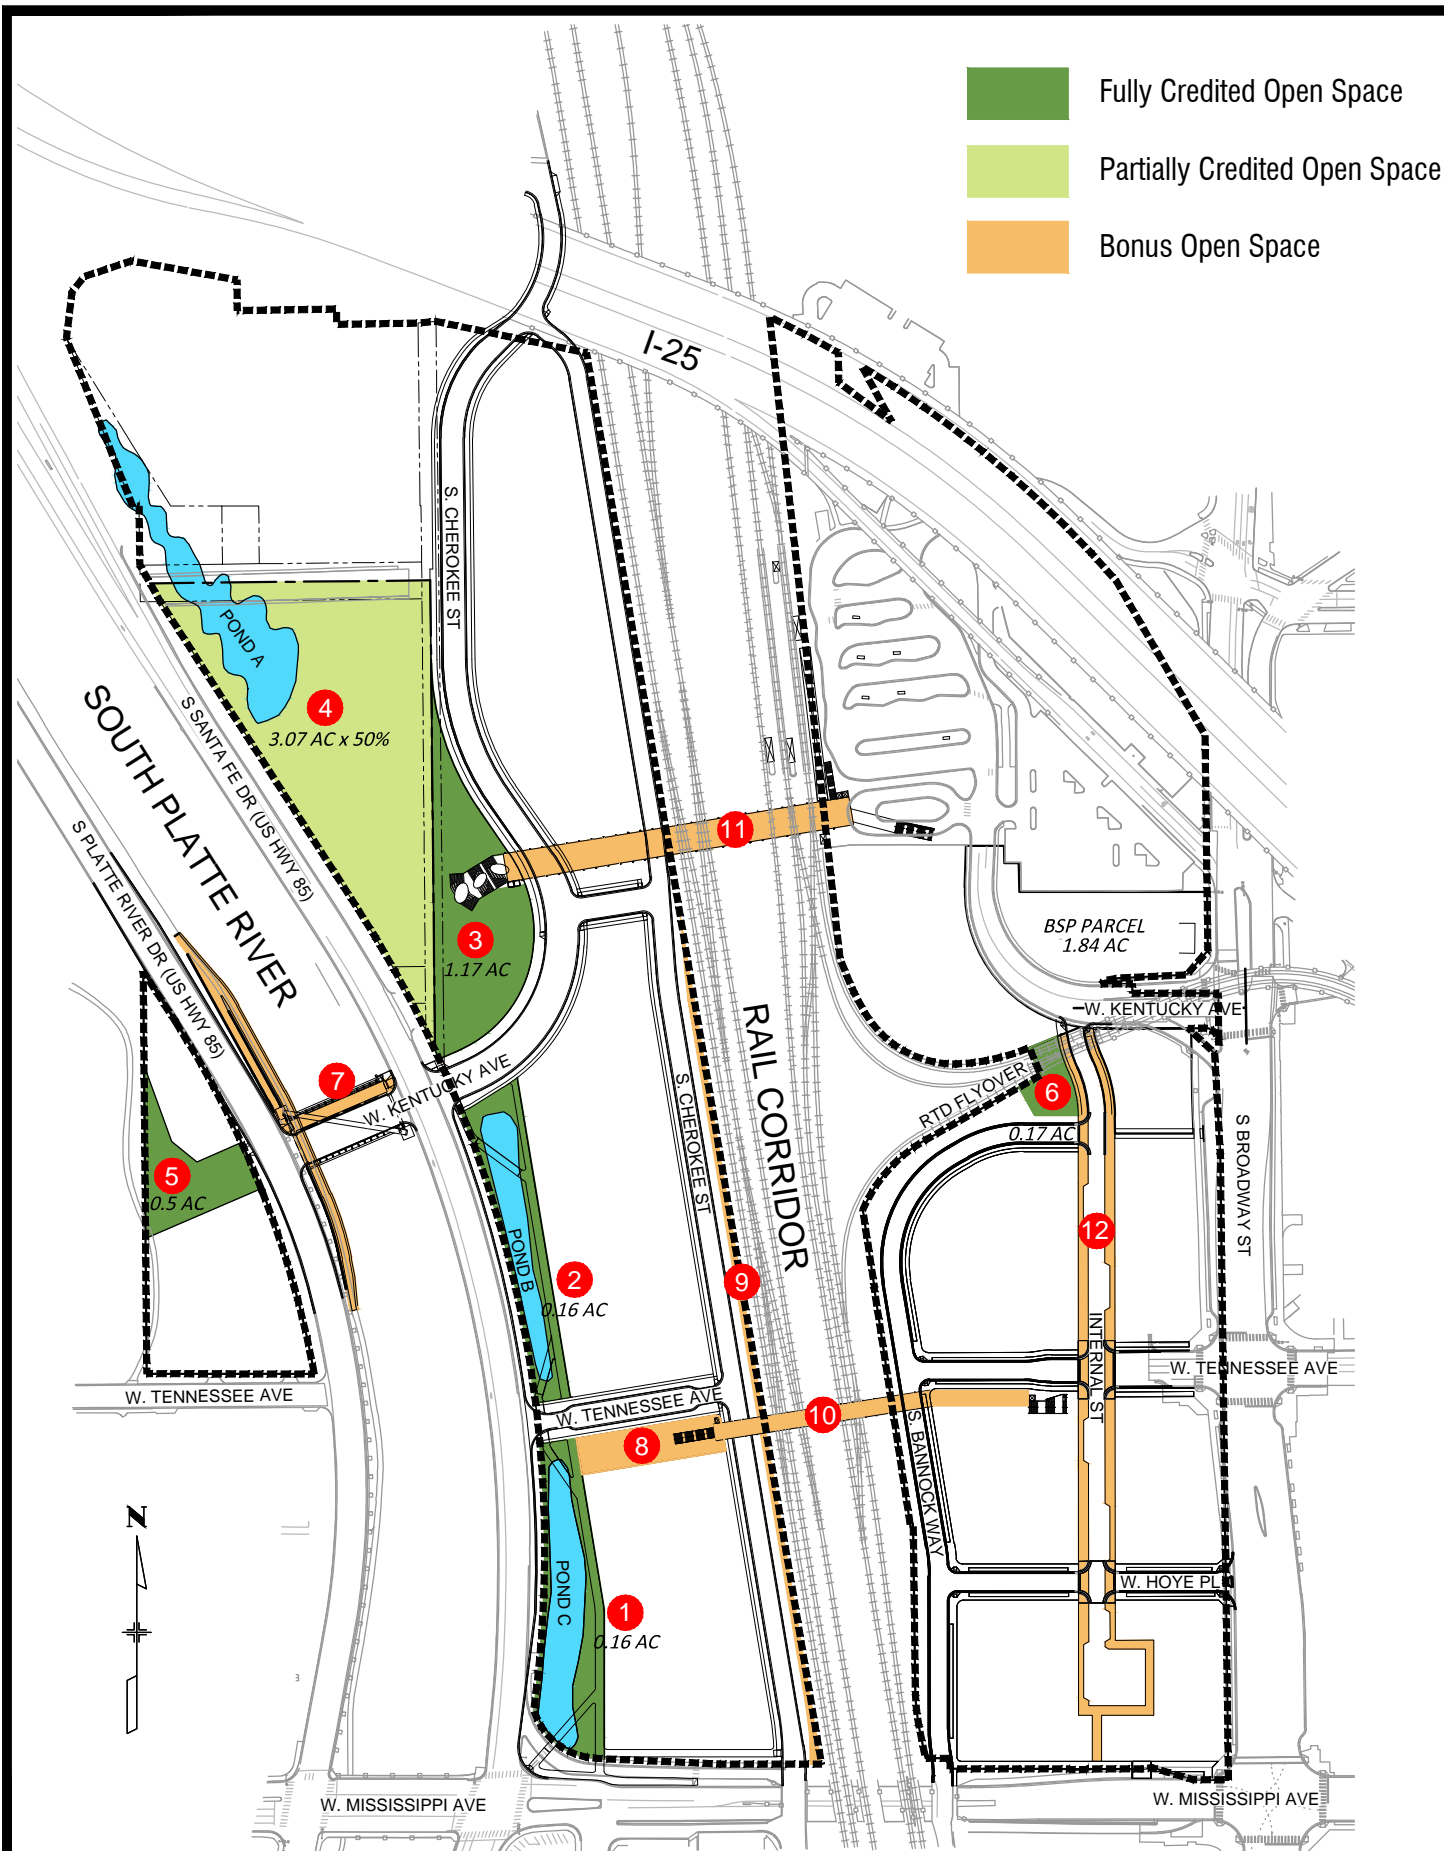 Fully Credited Open Space
Partially Credited Open Space
Bonus Open Space
I-25
S. CHEROKEE ST
POND A
4
3.07 AC x 50%
SOUTH PLATTE RIVER
S SANTA FE DR (US HWY 85)
S PLATTE RIVER DR (US HWY 85)
11
3
1.17 AC
BSP PARCEL
1.84 AC
W. KENTUCKY AVE
RAIL CORRIDOR
7
W. KENTUCKY AVE
S. CHEROKEE ST
RTD FLYOVER
6
0.17 AC
S BROADWAY ST
5
0.5 AC
12
POND B
2
0.16 AC
9
INTERNAL ST
W. TENNESSEE AVE
W. TENNESSEE AVE
W. TENNESSEE AVE
10
8
S. BANNOCK WAY
N
POND C
1
0.16 AC
W. HOYE PL
W. MISSISSIPPI AVE
W. MISSISSIPPI AVE